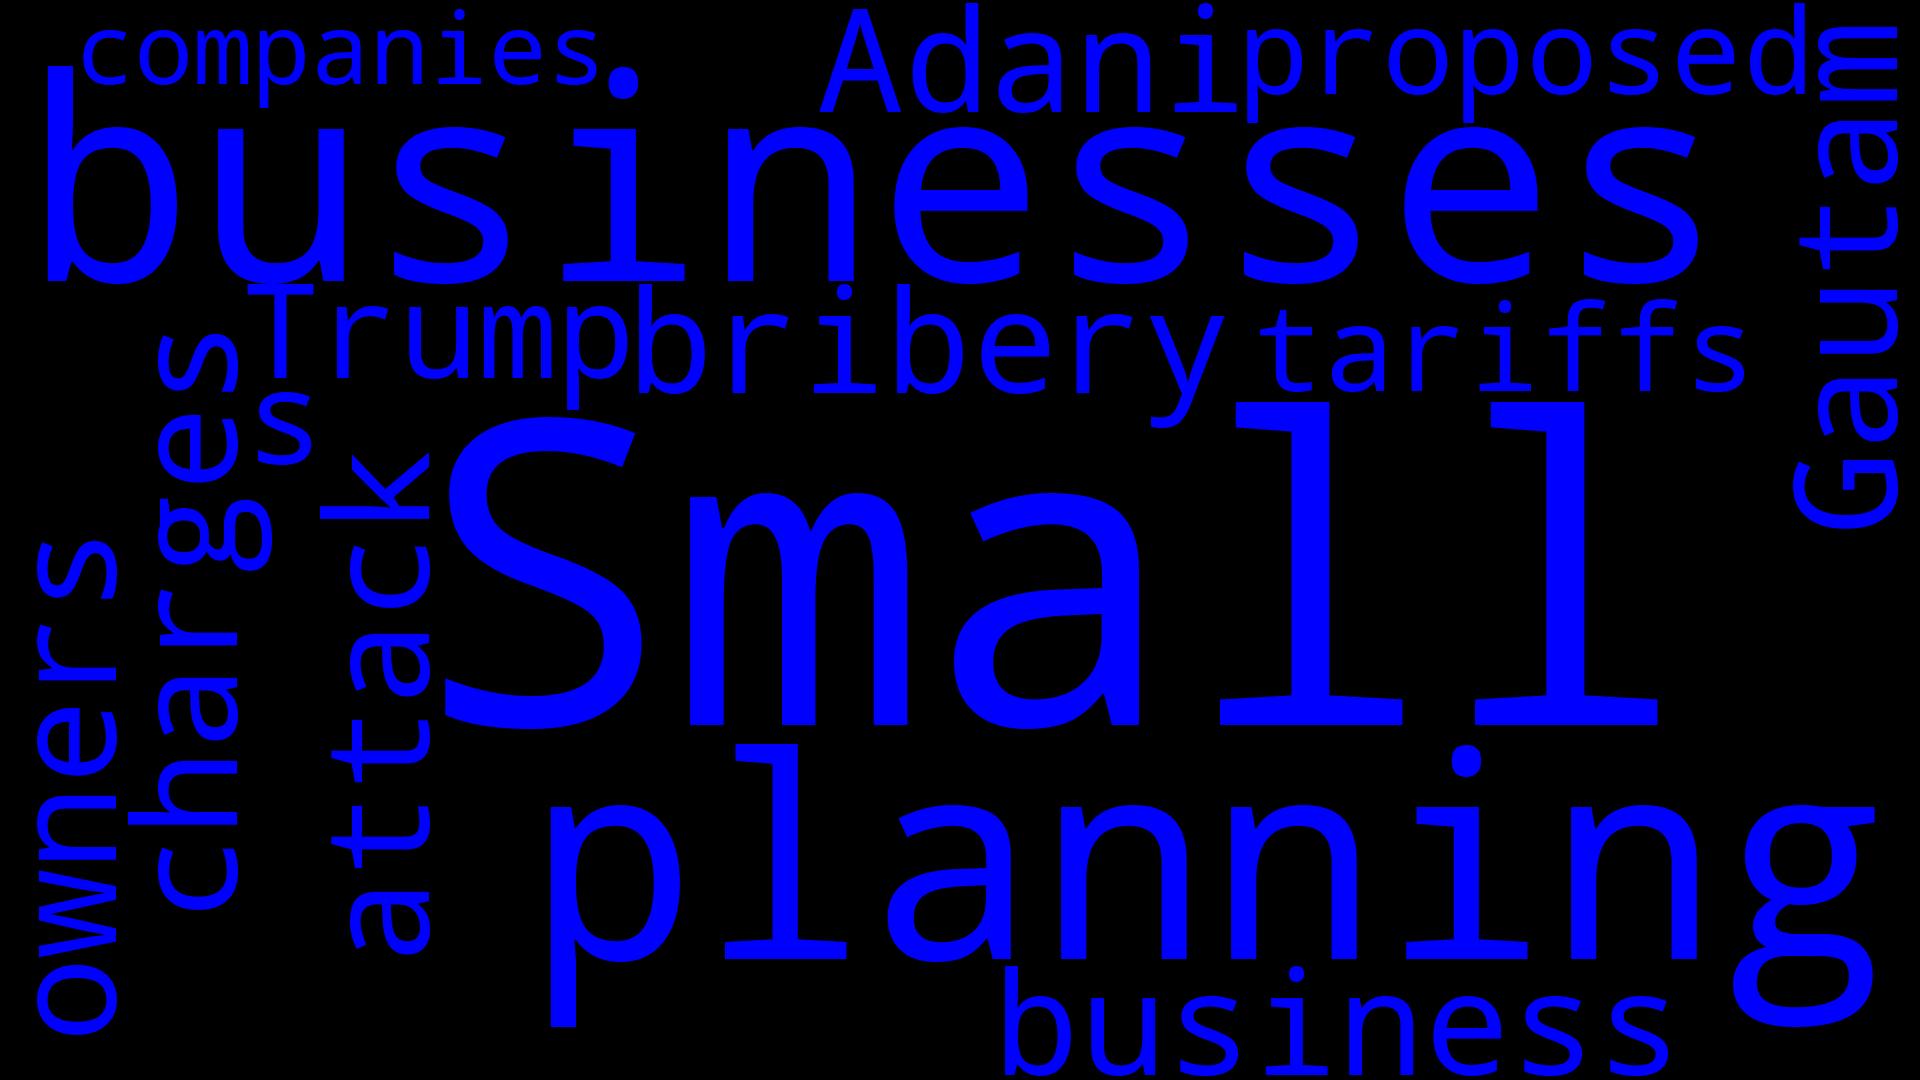 companies
Adani
proposed
businesses
Gautam
Trump
bribery
tariffs
s
charges
owners
attack
Small
planning
business